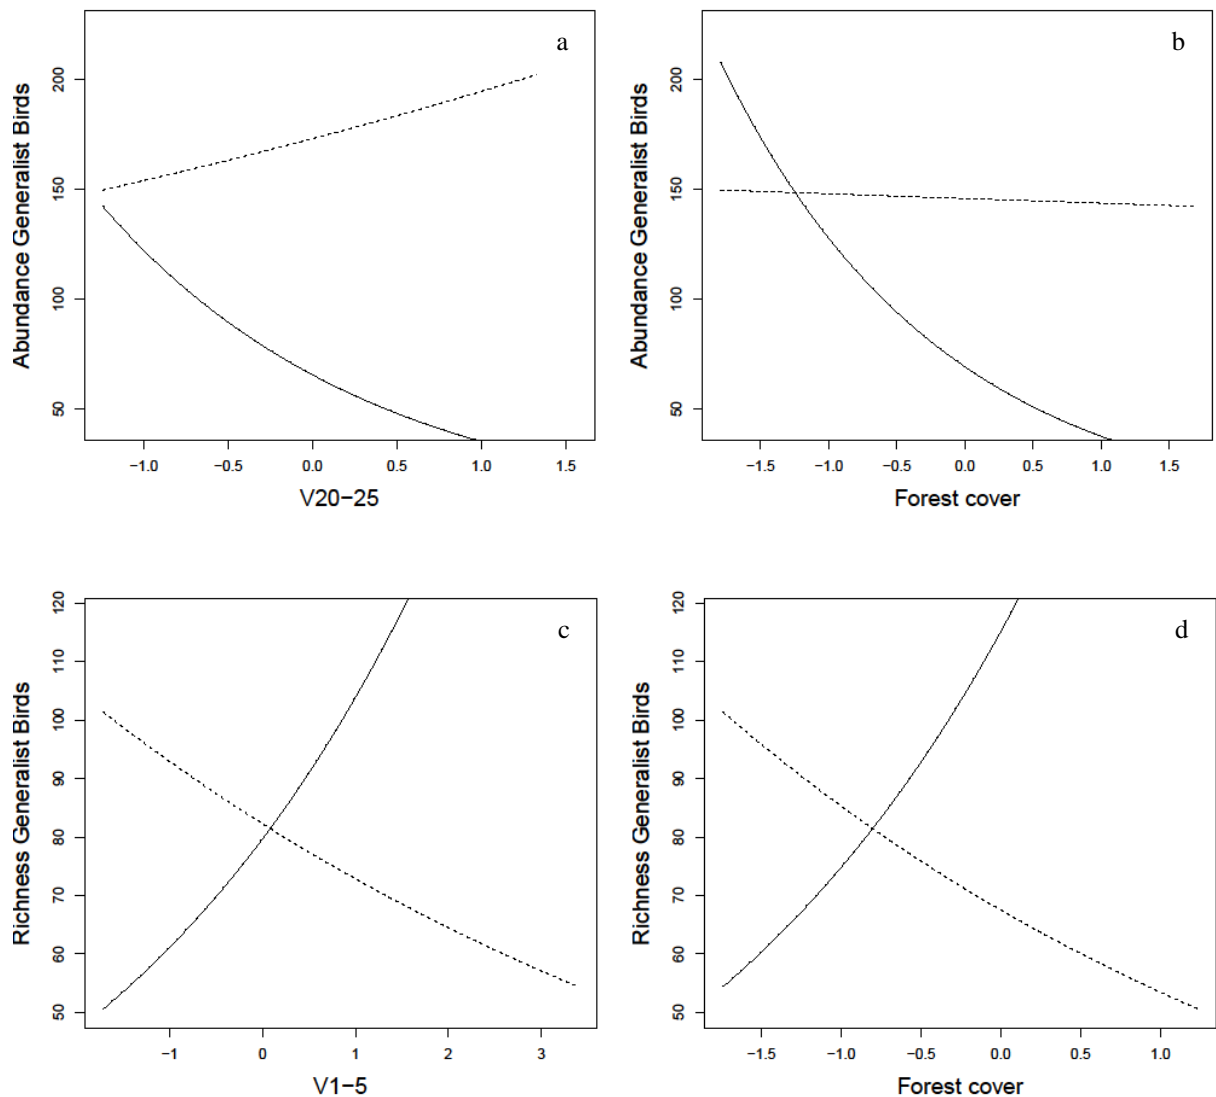 a
Abundance Generalist Birds
200
150
100
50
−1.0 −0.5 0.0 0.5 1.0 1.5
V20−25
b
Abundance Generalist Birds
200
150
100
50
−1.5 −1.0 −0.5 0.0 0.5 1.0 1.5
Forest cover
c
Richness Generalist Birds
120
110
100
90
80
70
60
50
−1 0 1 2 3
V1−5
d
Richness Generalist Birds
120
110
100
90
80
70
60
50
−1.5 −1.0 −0.5 0.0 0.5 1.0
Forest cover